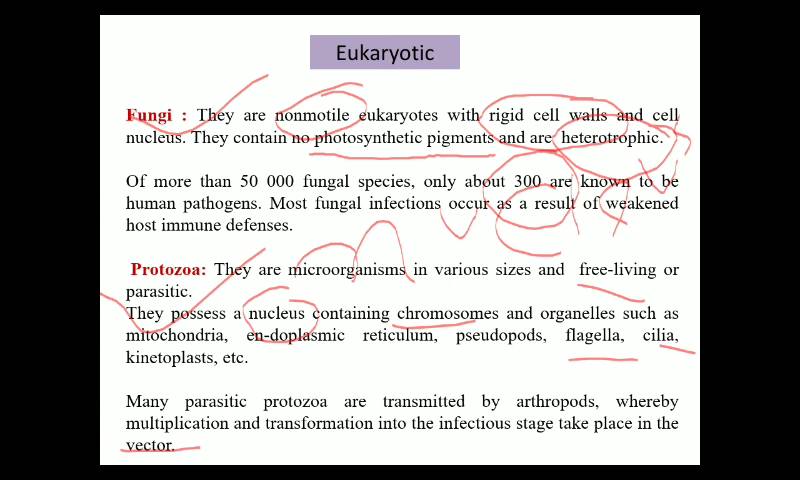 Eukaryotic
Fungi : They are nonmotile eukaryotes with rigid cell walls and cell
nucleus. They contain no photosynthetic pigments and are heterotrophic.
Of more than 50 000 fungal species, only about 300 are known to be
human pathogens. Most fungal infections occur as a result of weakened
host immune defenses.
Protozoa: They are microorganisms in various sizes and free-living or
parasitic.
They possess a nucleus containing chromosomes and organelles such as
mitochondria, en-doplasmic reticulum, pseudopods, flagella, cilia,
kinetoplasts, etc.
Many parasitic protozoa are transmitted by arthropods, whereby
multiplication and transformation into the infectious stage take place in the
vector.